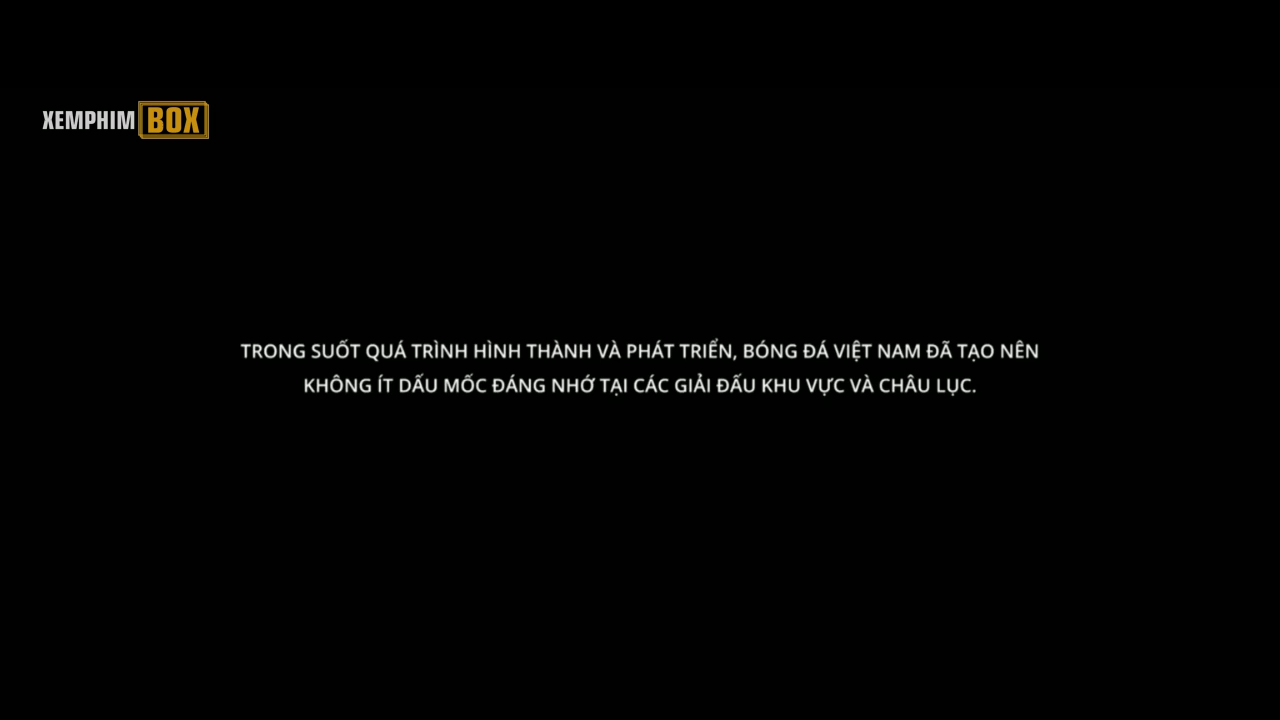 XEMPHIM BOX
TRONG SUỐT QUÁ TRÌNH HÌNH THÀNH VÀ PHÁT TRIỂN, BÓNG ĐÁ VIỆT NAM ĐÃ TẠO NÊN
KHÔNG ÍT DẤU MỐC ĐÁNG NHỚ TẠI CÁC GIẢI ĐẤU KHU VỰC VÀ CHÂU LỤC.